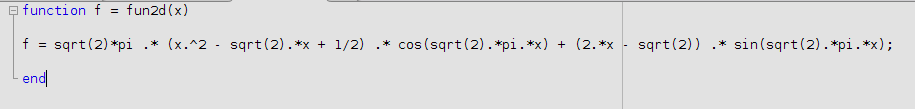 function f = fun2d(x)
f = sqrt(2)*pi .* (x.^2 - sqrt(2).*x + 1/2) .* cos(sqrt(2).*pi.*x) + (2.*x - sqrt(2)) .* sin(sqrt(2).*pi.*x);
end